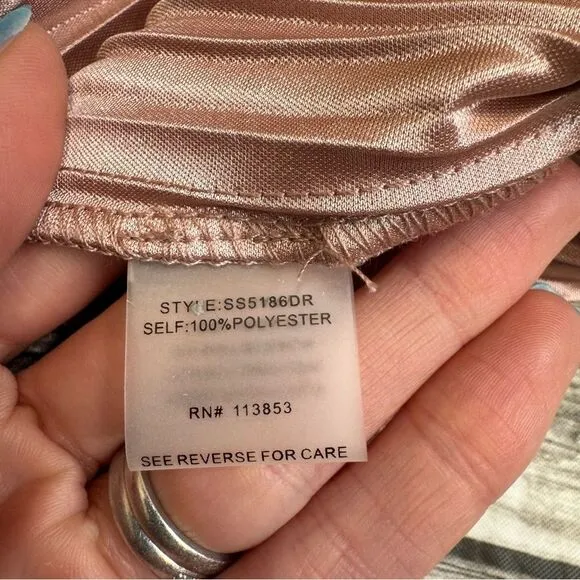 STYLE:SS5186DR
SELF:100%POLYESTER
RN# 113853
SEE REVERSE FOR CARE